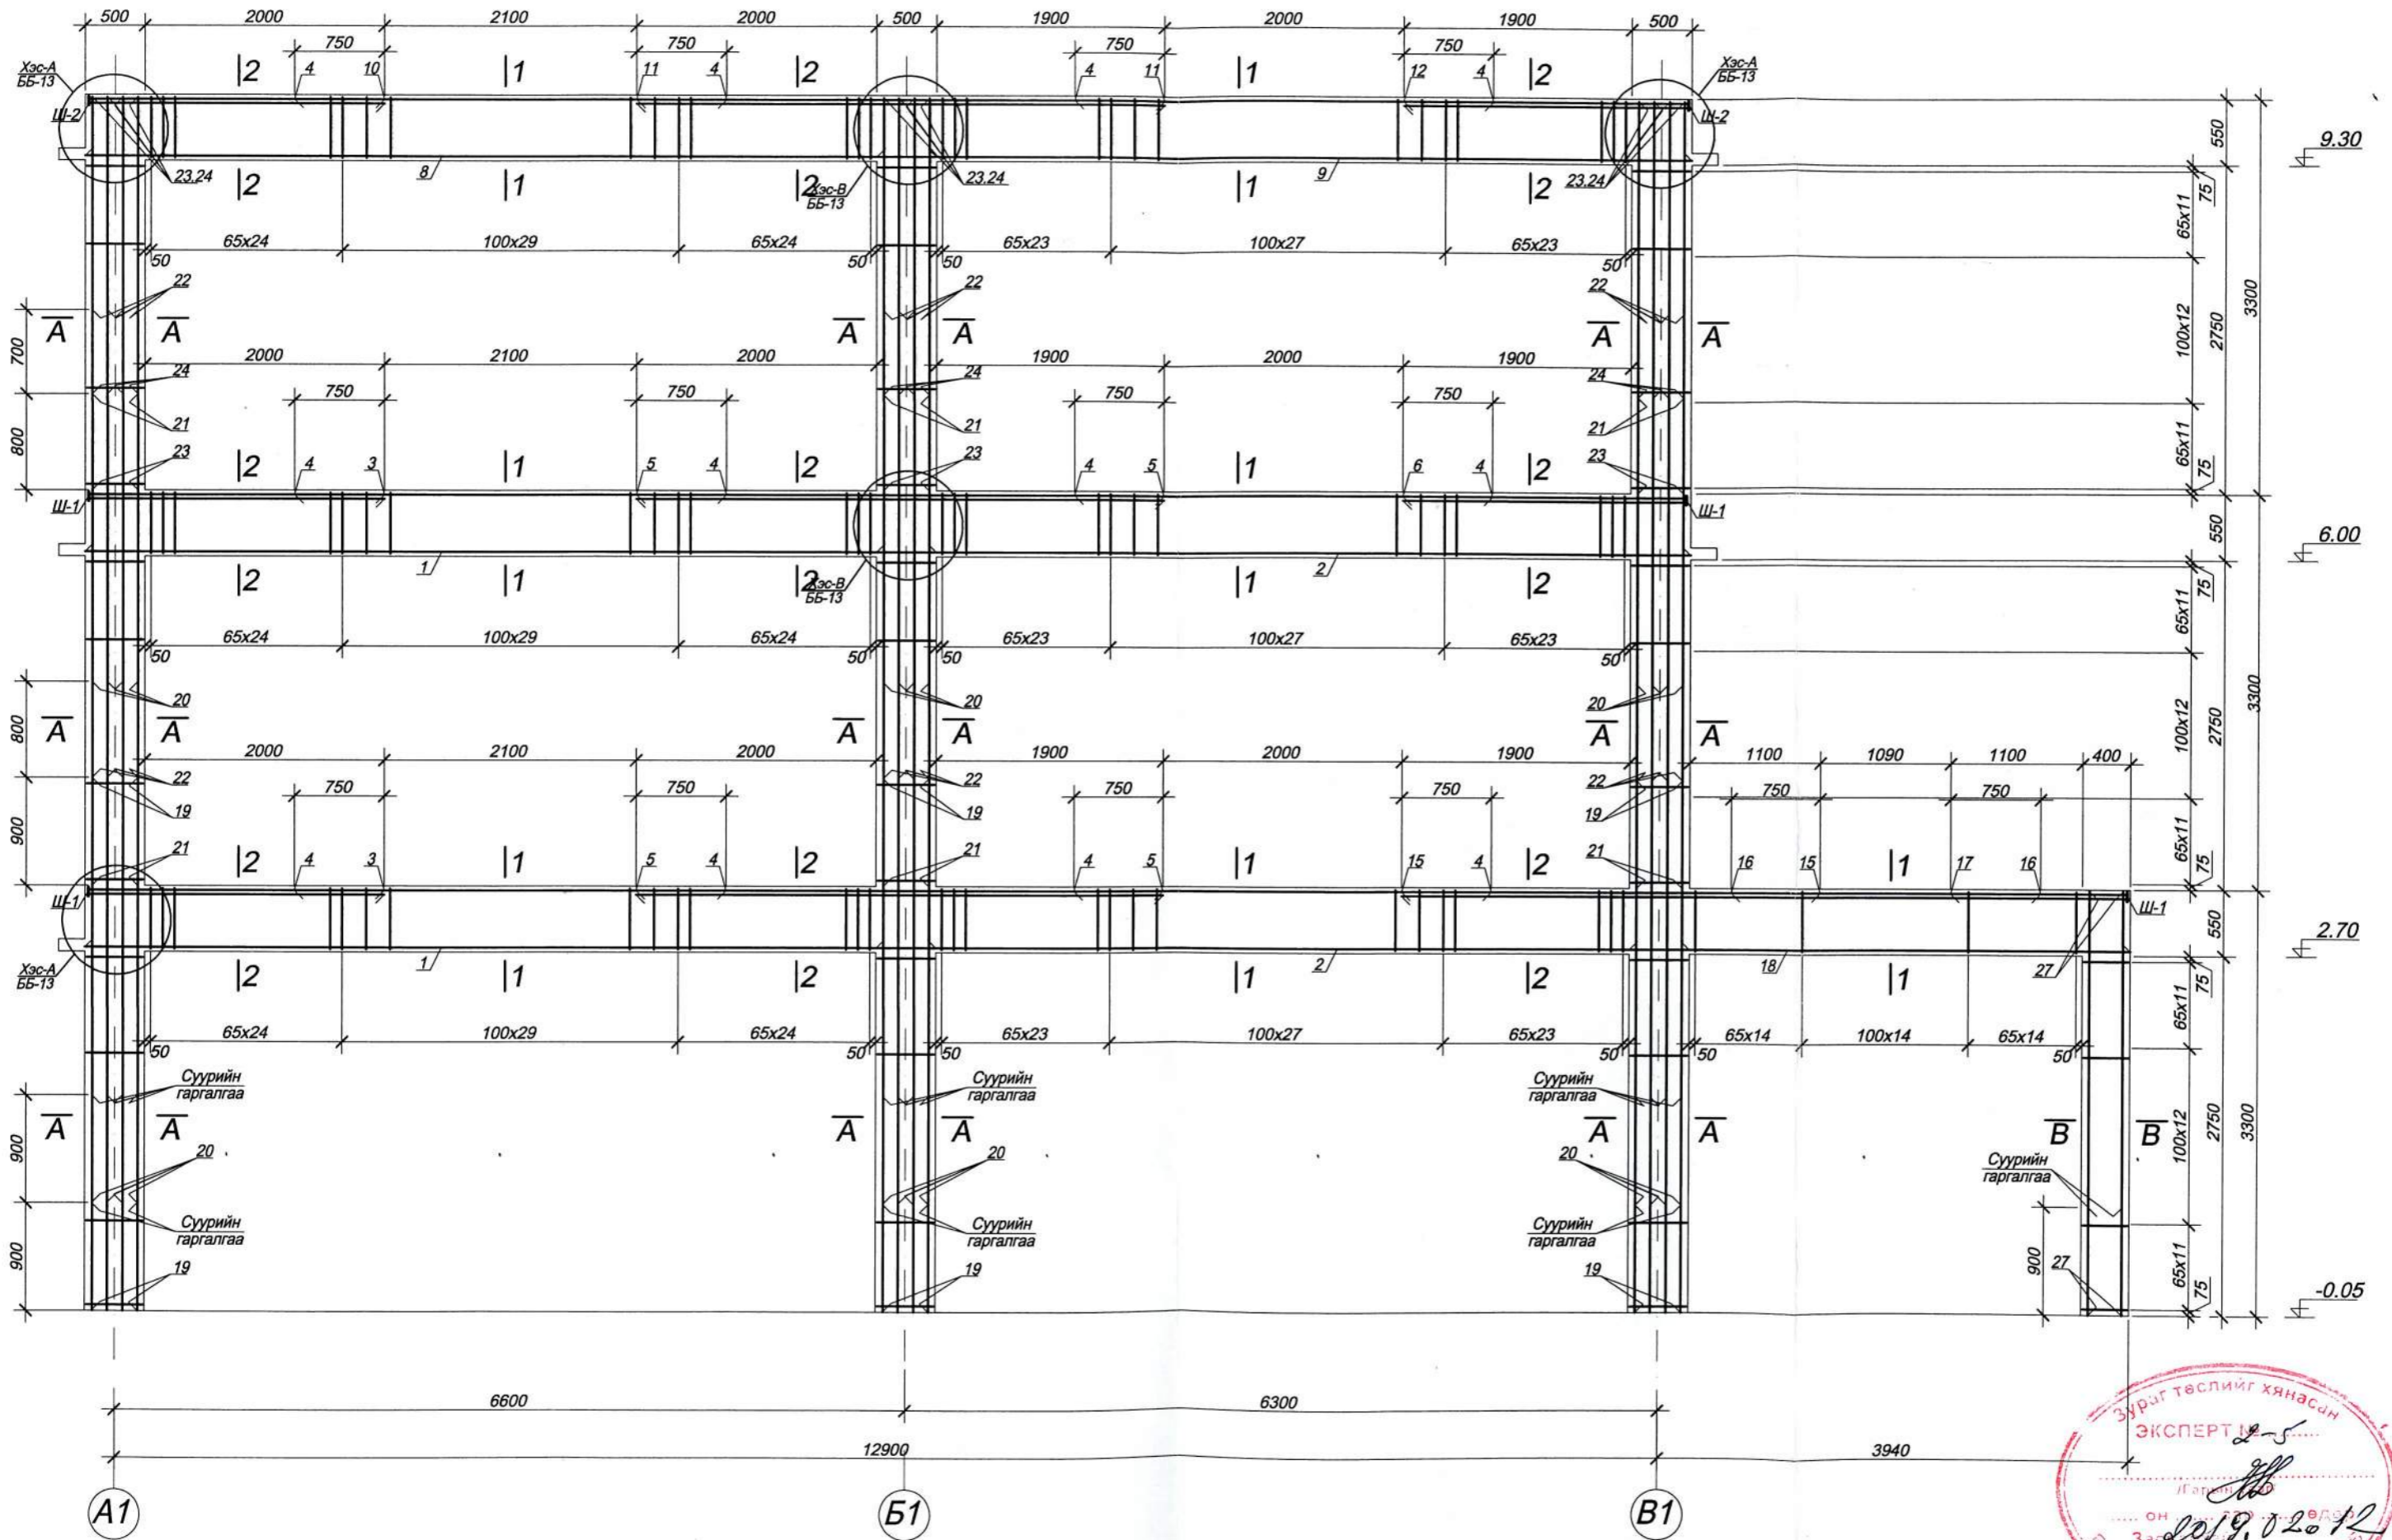 500 2000 2100 2000 500 1900 2000 1900 500
750 750 750 750
Хэс-А
ББ-13
2 4 10 1 11 4 2 4 11 1 12 4 2
Хэс-А
ББ-13
Ш-2 Ш-2
550
9.30
23.24 23.24 23.24
8 9
2 1 2 1 2
Хэс-В
ББ-13
75
65x11
65x24 100x29 65x24 65x23 100x27 65x23
50 50 50 50
22 22 22
А А А А А А
700
100x12 2750 3300
2000 2100 2000 1900 2000 1900
24 24 24
750 750 750 750
21 21 21
800
65x11
75
23 23 23
2 4 3 1 5 4 2 4 5 1 6 4 2
Ш-1 Ш-1
550
6.00
1 2
2 1 2 1 2
Хэс-В
ББ-13
75
65x11
65x24 100x29 65x24 65x23 100x27 65x23
50 50 50 50
20 20 20
А А А А А А
800
100x12 2750 3300
2000 2100 2000 1900 2000 1900 1100 1090 1100 400
22 22 22
750 750 750 750 750 750
19 19 19
900
65x11
75
21 21 21
2 4 3 1 5 4 2 4 5 1 15 4 2 16 15 1 17 16
Ш-1 Ш-1
550
2.70
1 2 18 27
Хэс-А
ББ-13
2 1 2 1 2 1
75
65x11
65x24 100x29 65x24 65x23 100x27 65x23 65x14 100x14 65x14
50 50 50 50 50 50
Суурийн
гаргалгаа
Суурийн
гаргалгаа
Суурийн
гаргалгаа
А А А А А А В В
900
100x12 2750 3300
20 20 20
Суурийн
гаргалгаа
Суурийн
гаргалгаа
Суурийн
гаргалгаа
Суурийн
гаргалгаа
900 900
19 19 19 27
65x11
75
-0.05
6600 6300
12900 3940
А1 Б1 В1
Зураг төслийг хянасан
ЭКСПЕРТ № 2-5
2019.02.12